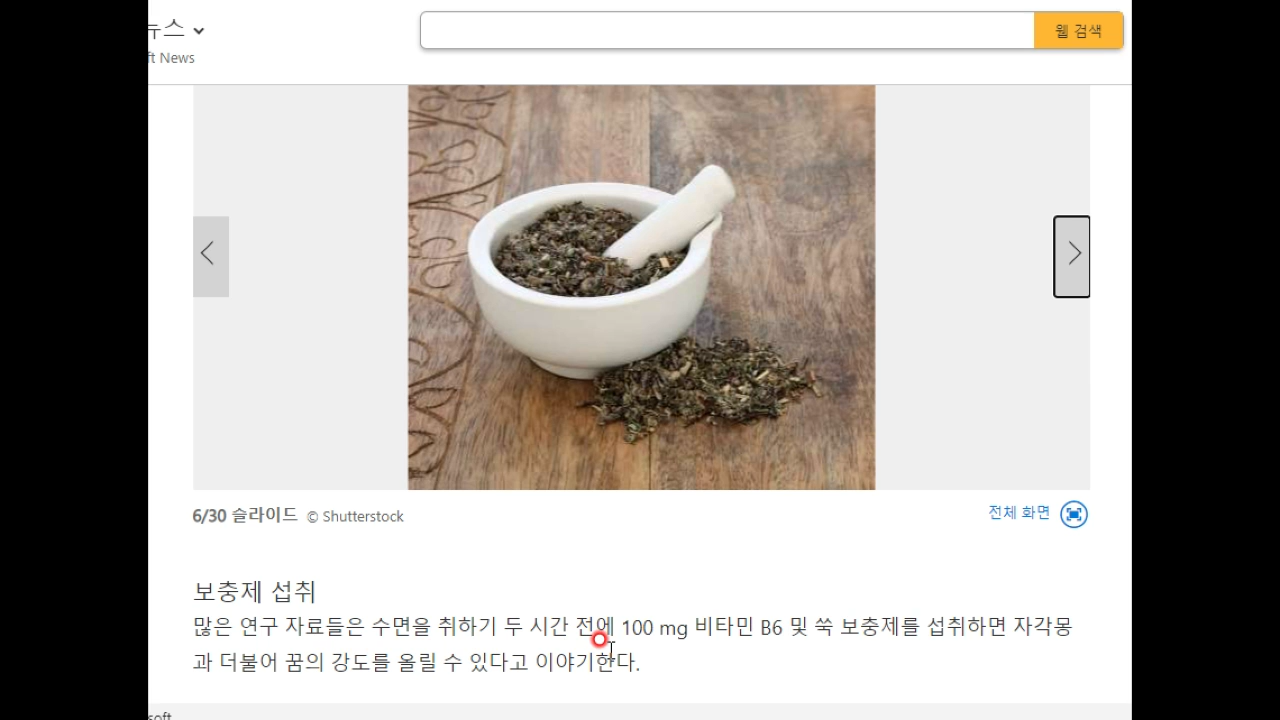 뉴스
ft News
웹 검색
6/30 슬라이드 © Shutterstock
전체 화면
보충제 섭취
많은 연구 자료들은 수면을 취하기 두 시간 전에 100 mg 비타민 B6 및 쑥 보충제를 섭취하면 자각몽
과 더불어 꿈의 강도를 올릴 수 있다고 이야기한다.
soft